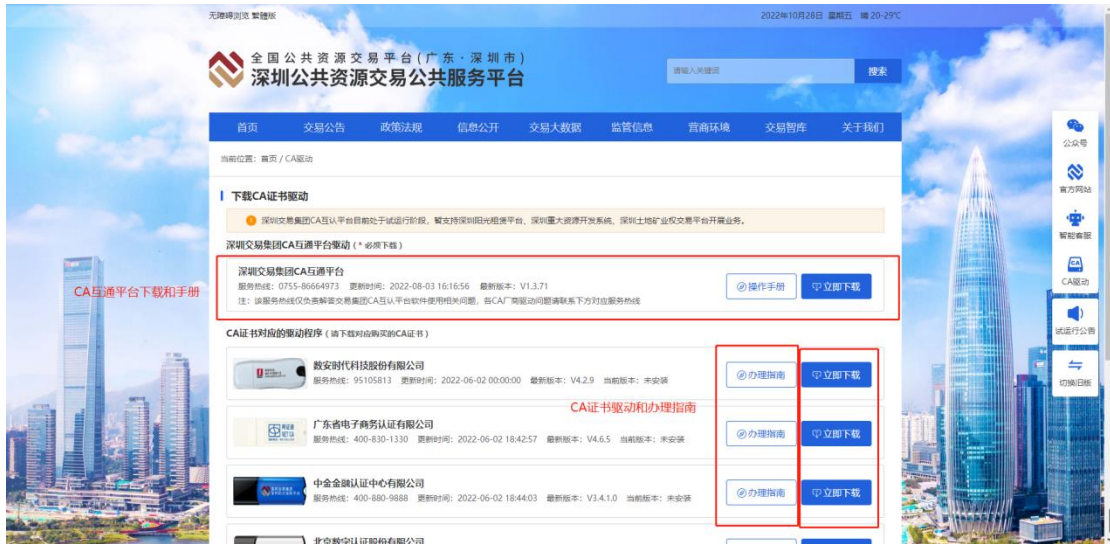 无障碍浏览 繁體版
2022年10月28日 星期五 晴 20-29℃
全国公共资源交易平台(广东·深圳市)
深圳公共资源交易公共服务平台
请输入关键词
搜索
首页 交易公告 政策法规 信息公开 交易大数据 监管信息 营商环境 交易智库 关于我们
当前位置：首页 / CA驱动
下载CA证书驱动
深圳交易集团CA互认平台目前处于试运行阶段，暂支持深圳阳光租赁平台、深圳重大资源开发系统、深圳土地矿业权交易平台开展业务。
深圳交易集团CA互通平台驱动 ( * 必须下载 )
深圳交易集团CA互通平台
服务热线：0755-86664973 更新时间：2022-08-03 16:16:56 最新版本：V1.3.71
注：该服务热线仅负责解答交易集团CA互认平台软件使用相关问题，各CA厂商驱动问题请联系下方对应服务热线
操作手册
立即下载
CA互通平台下载和手册
CA证书对应的驱动程序 ( 请下载对应购买的CA证书 )
数安时代科技股份有限公司
服务热线：95105813 更新时间：2022-06-02 00:00:00 最新版本：V4.2.9 当前版本：未安装
办理指南
立即下载
CA证书驱动和办理指南
广东省电子商务认证有限公司
服务热线：400-830-1330 更新时间：2022-06-02 18:42:57 最新版本：V4.6.5 当前版本：未安装
办理指南
立即下载
中金金融认证中心有限公司
服务热线：400-880-9888 更新时间：2022-06-02 18:44:03 最新版本：V3.4.1.0 当前版本：未安装
办理指南
立即下载
北京数字认证股份有限公司
公众号
官方网站
智能客服
CA
CA驱动
试运行公告
切换旧版